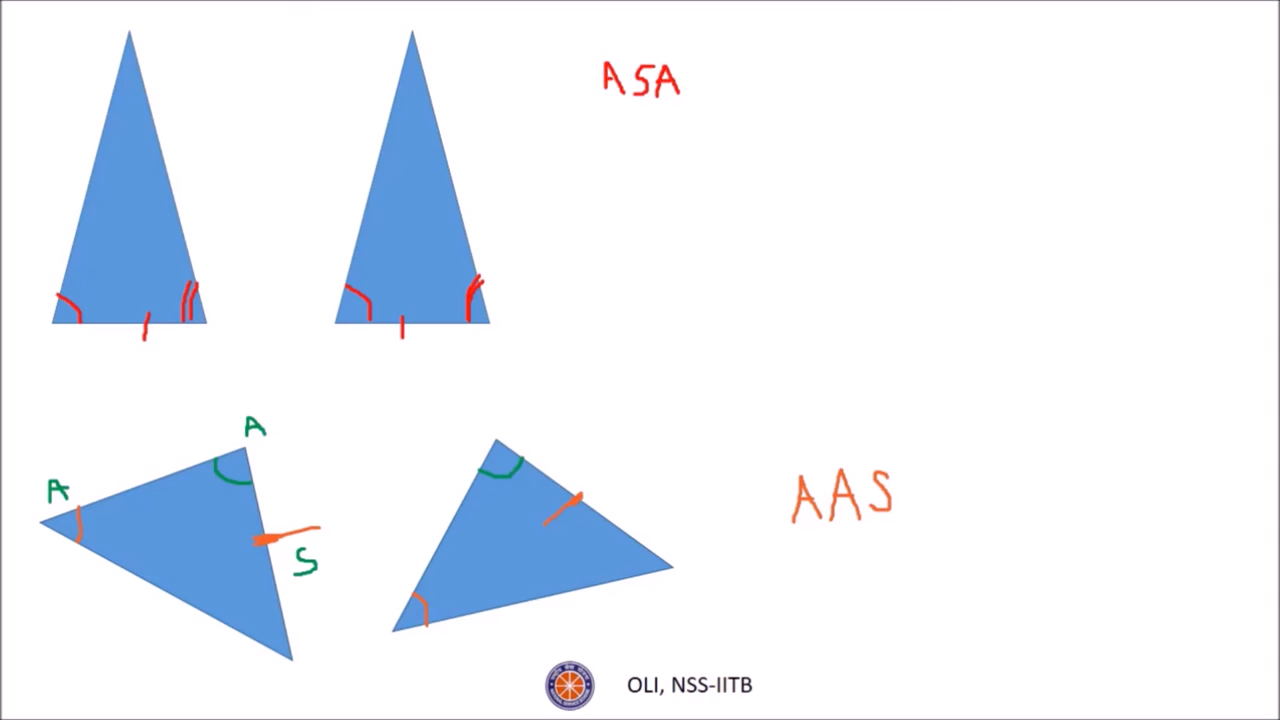 ASA
A
A
S
AAS
OLI, NSS-IITB